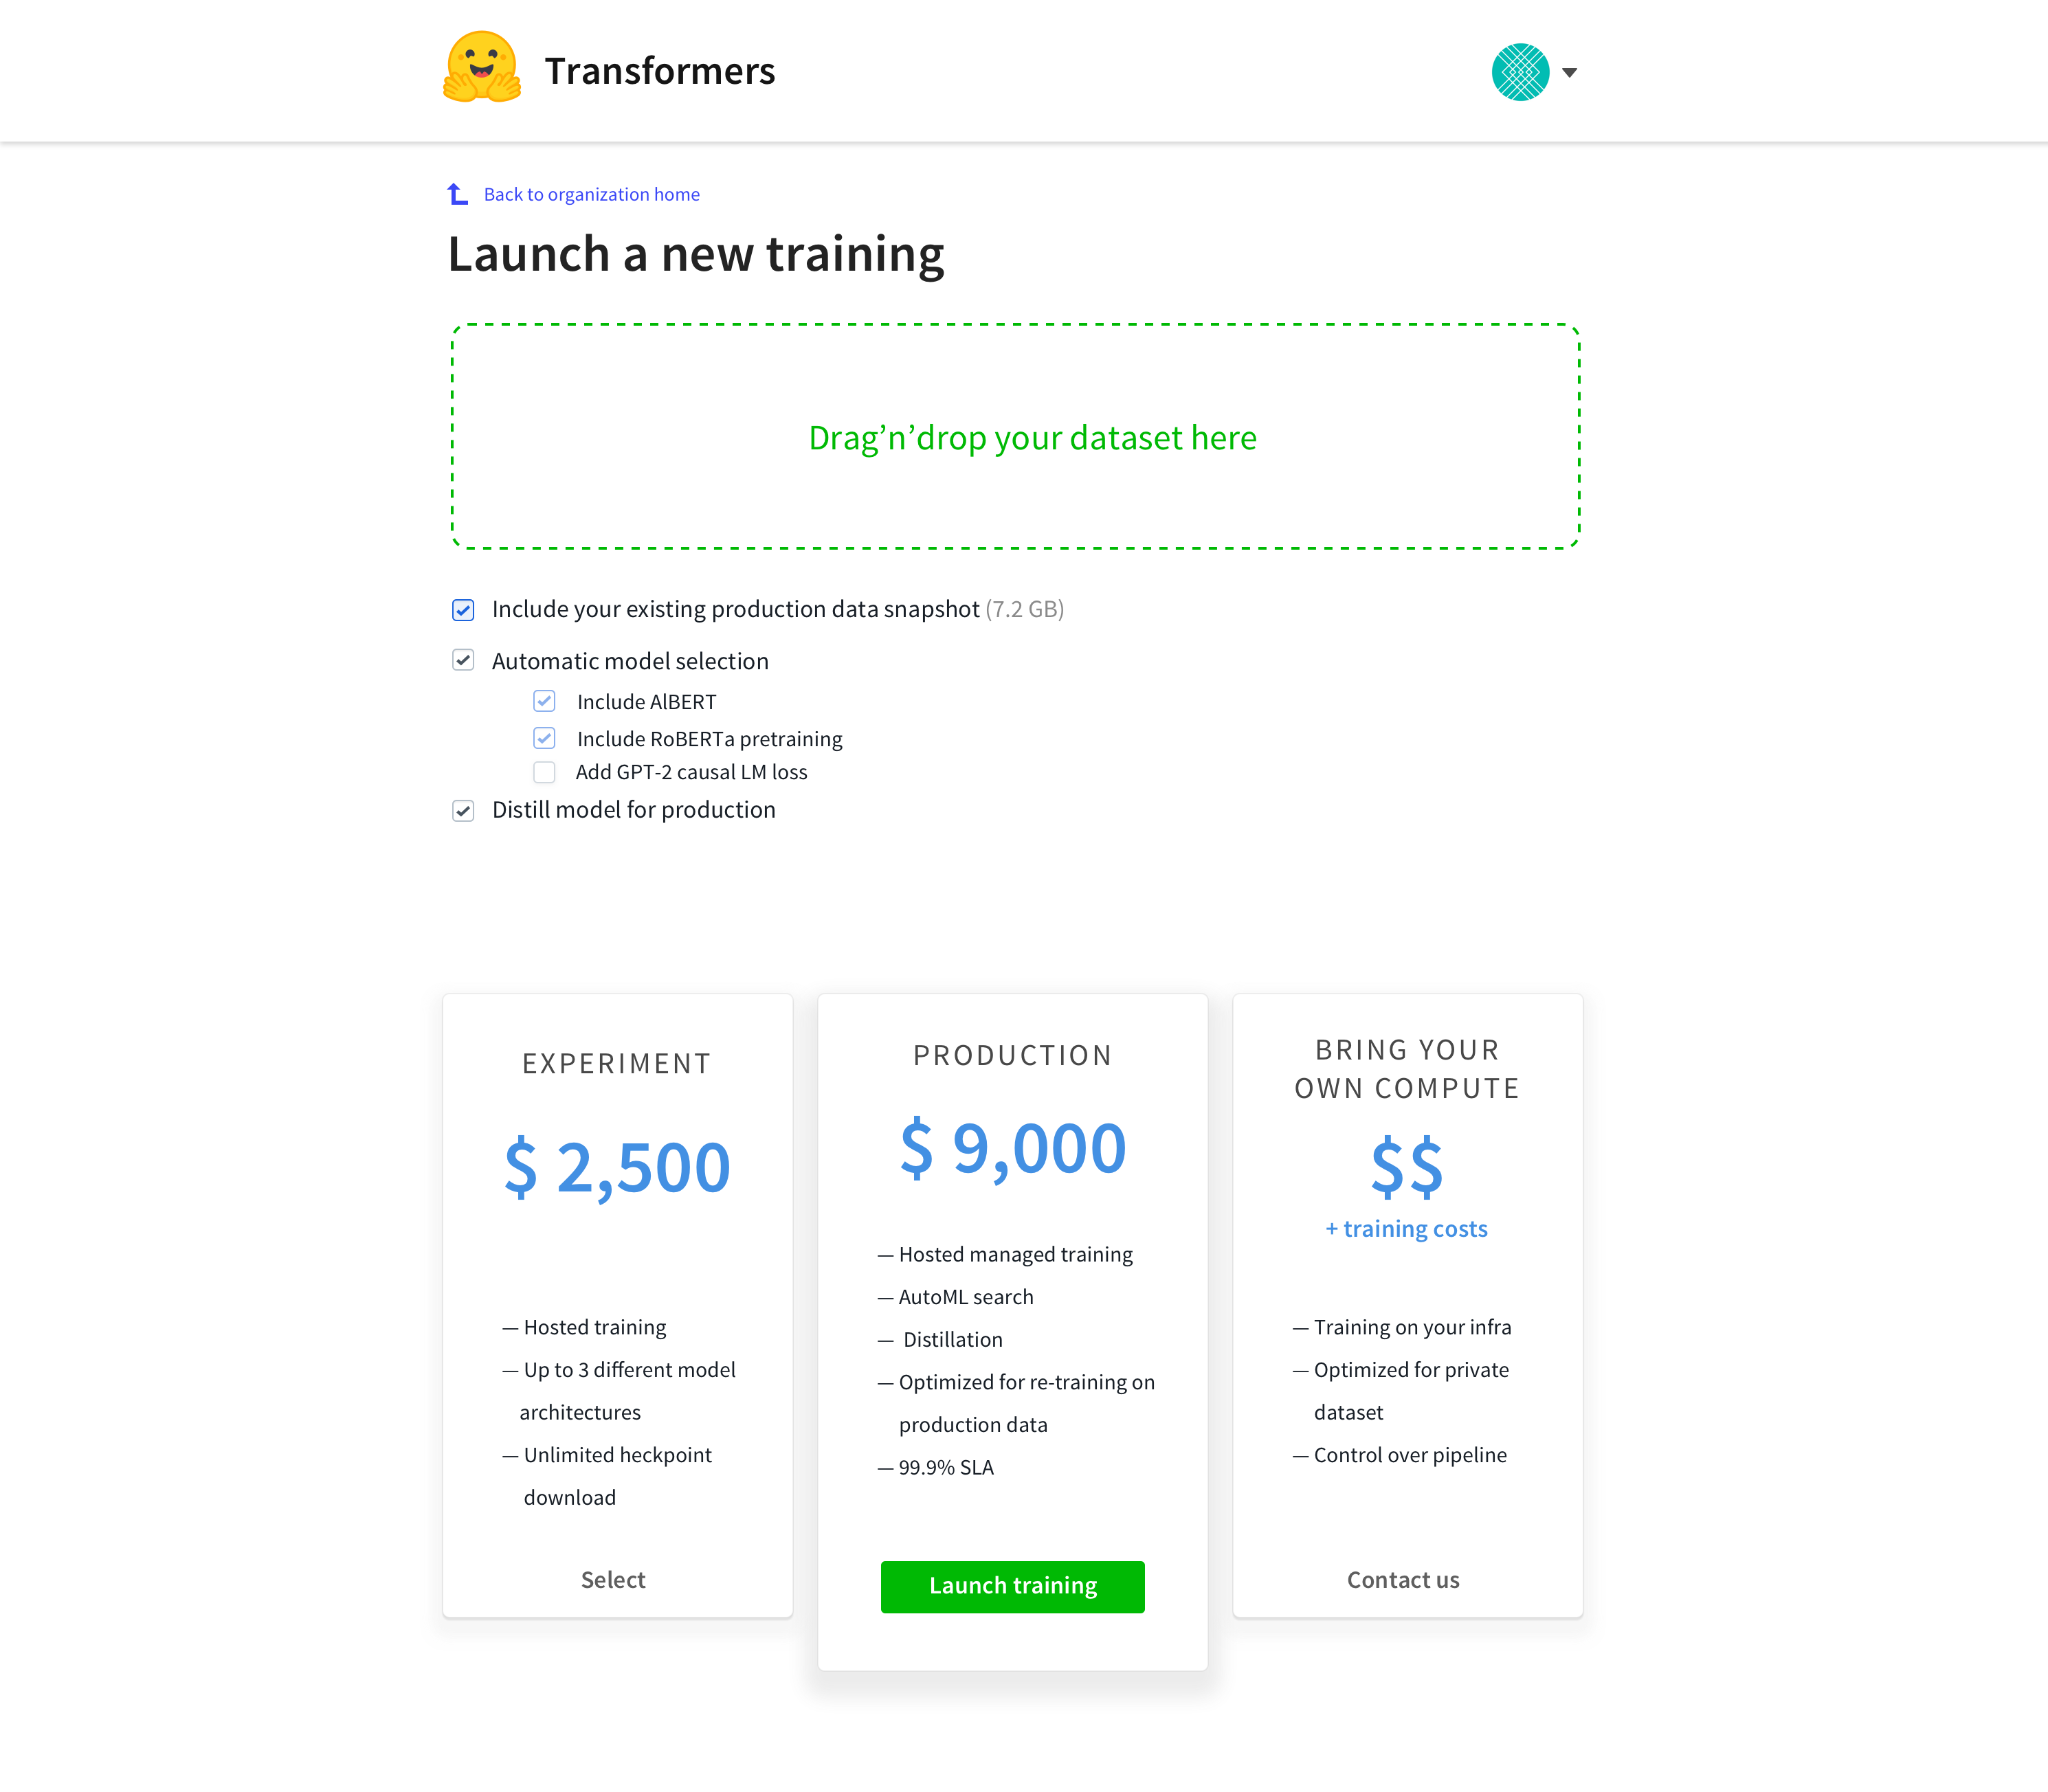 Transformers
Back to organization home
Launch a new training
Drag’n’drop your dataset here
Include your existing production data snapshot (7.2 GB)
Automatic model selection
Include AlBERT
Include RoBERTa pretraining
Add GPT-2 causal LM loss
Distill model for production
EXPERIMENT
$ 2,500
— Hosted training
— Up to 3 different model
architectures
— Unlimited heckpoint
download
Select
PRODUCTION
$ 9,000
— Hosted managed training
— AutoML search
— Distillation
— Optimized for re-training on
production data
— 99.9% SLA
Launch training
BRING YOUR
OWN COMPUTE
$$
+ training costs
— Training on your infra
— Optimized for private
dataset
— Control over pipeline
Contact us